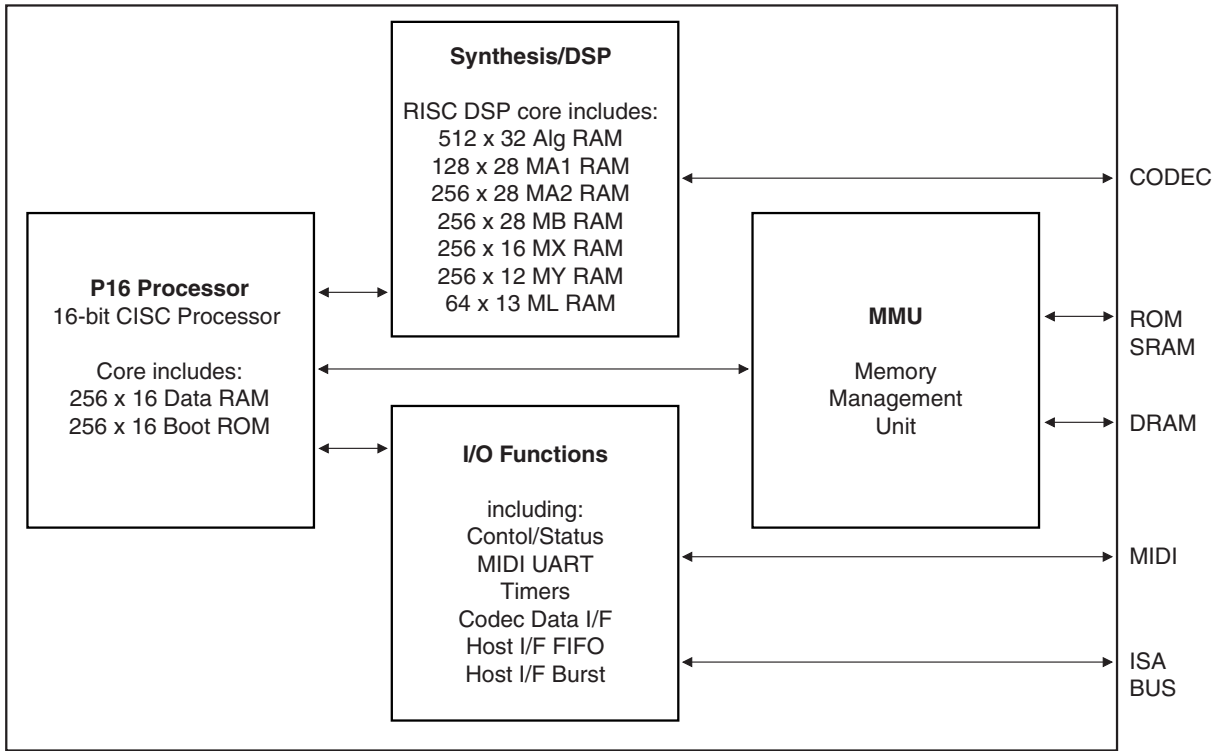 Synthesis/DSP
RISC DSP core includes:
512 x 32 Alg RAM
128 x 28 MA1 RAM
256 x 28 MA2 RAM
256 x 28 MB RAM
256 x 16 MX RAM
256 x 12 MY RAM
64 x 13 ML RAM
P16 Processor
16-bit CISC Processor
Core includes:
256 x 16 Data RAM
256 x 16 Boot ROM
MMU
Memory
Management
Unit
I/O Functions
including:
Contol/Status
MIDI UART
Timers
Codec Data I/F
Host I/F FIFO
Host I/F Burst
CODEC
ROM
SRAM
DRAM
MIDI
ISA
BUS